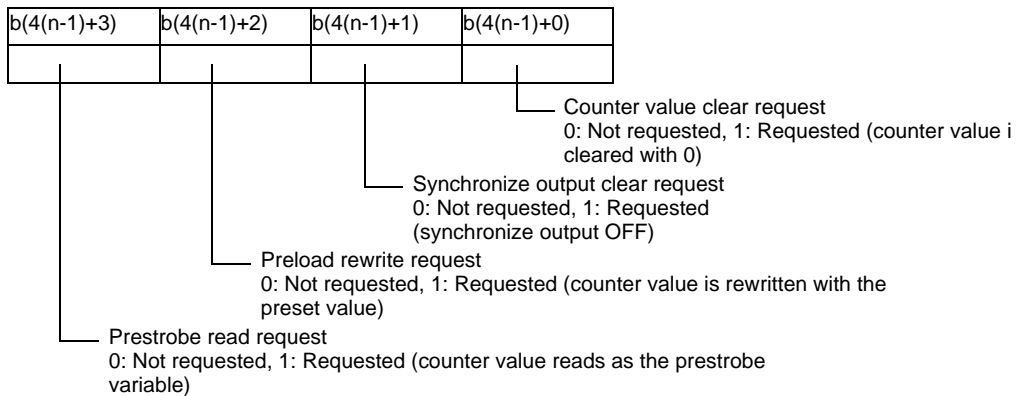 b(4(n-1)+3) b(4(n-1)+2) b(4(n-1)+1) b(4(n-1)+0)
Counter value clear request
0: Not requested, 1: Requested (counter value i
cleared with 0)
Synchronize output clear request
0: Not requested, 1: Requested
(synchronize output OFF)
Preload rewrite request
0: Not requested, 1: Requested (counter value is rewritten with the
preset value)
Prestrobe read request
0: Not requested, 1: Requested (counter value reads as the prestrobe
variable)